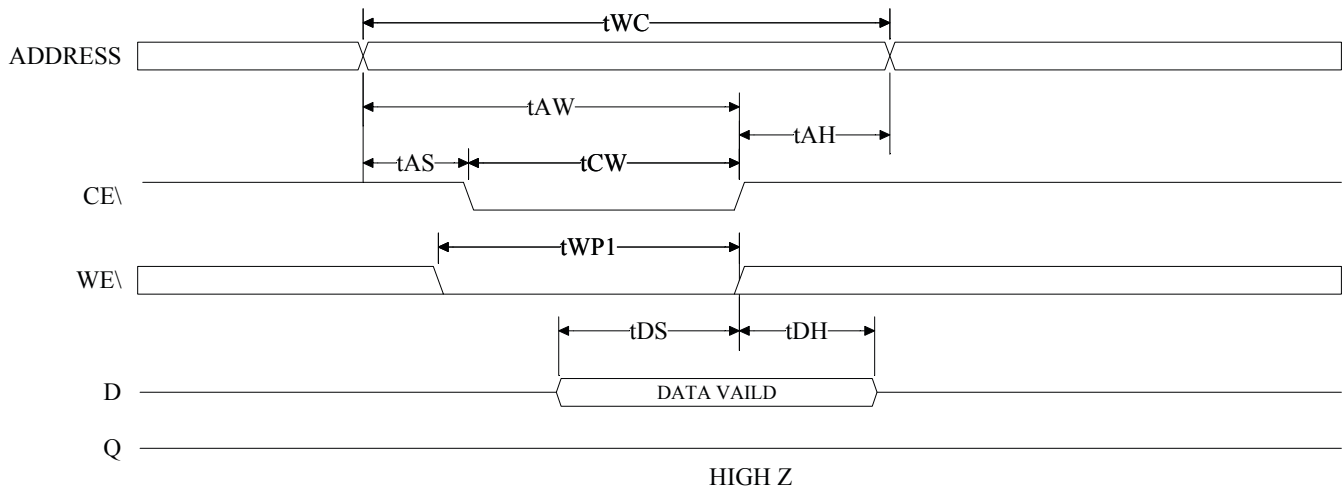 tWC
ADDRESS
tAW
tAH
tAS
tCW
CE\
tWP1
WE\
tDS
tDH
D
DATA VAILD
Q
HIGH Z